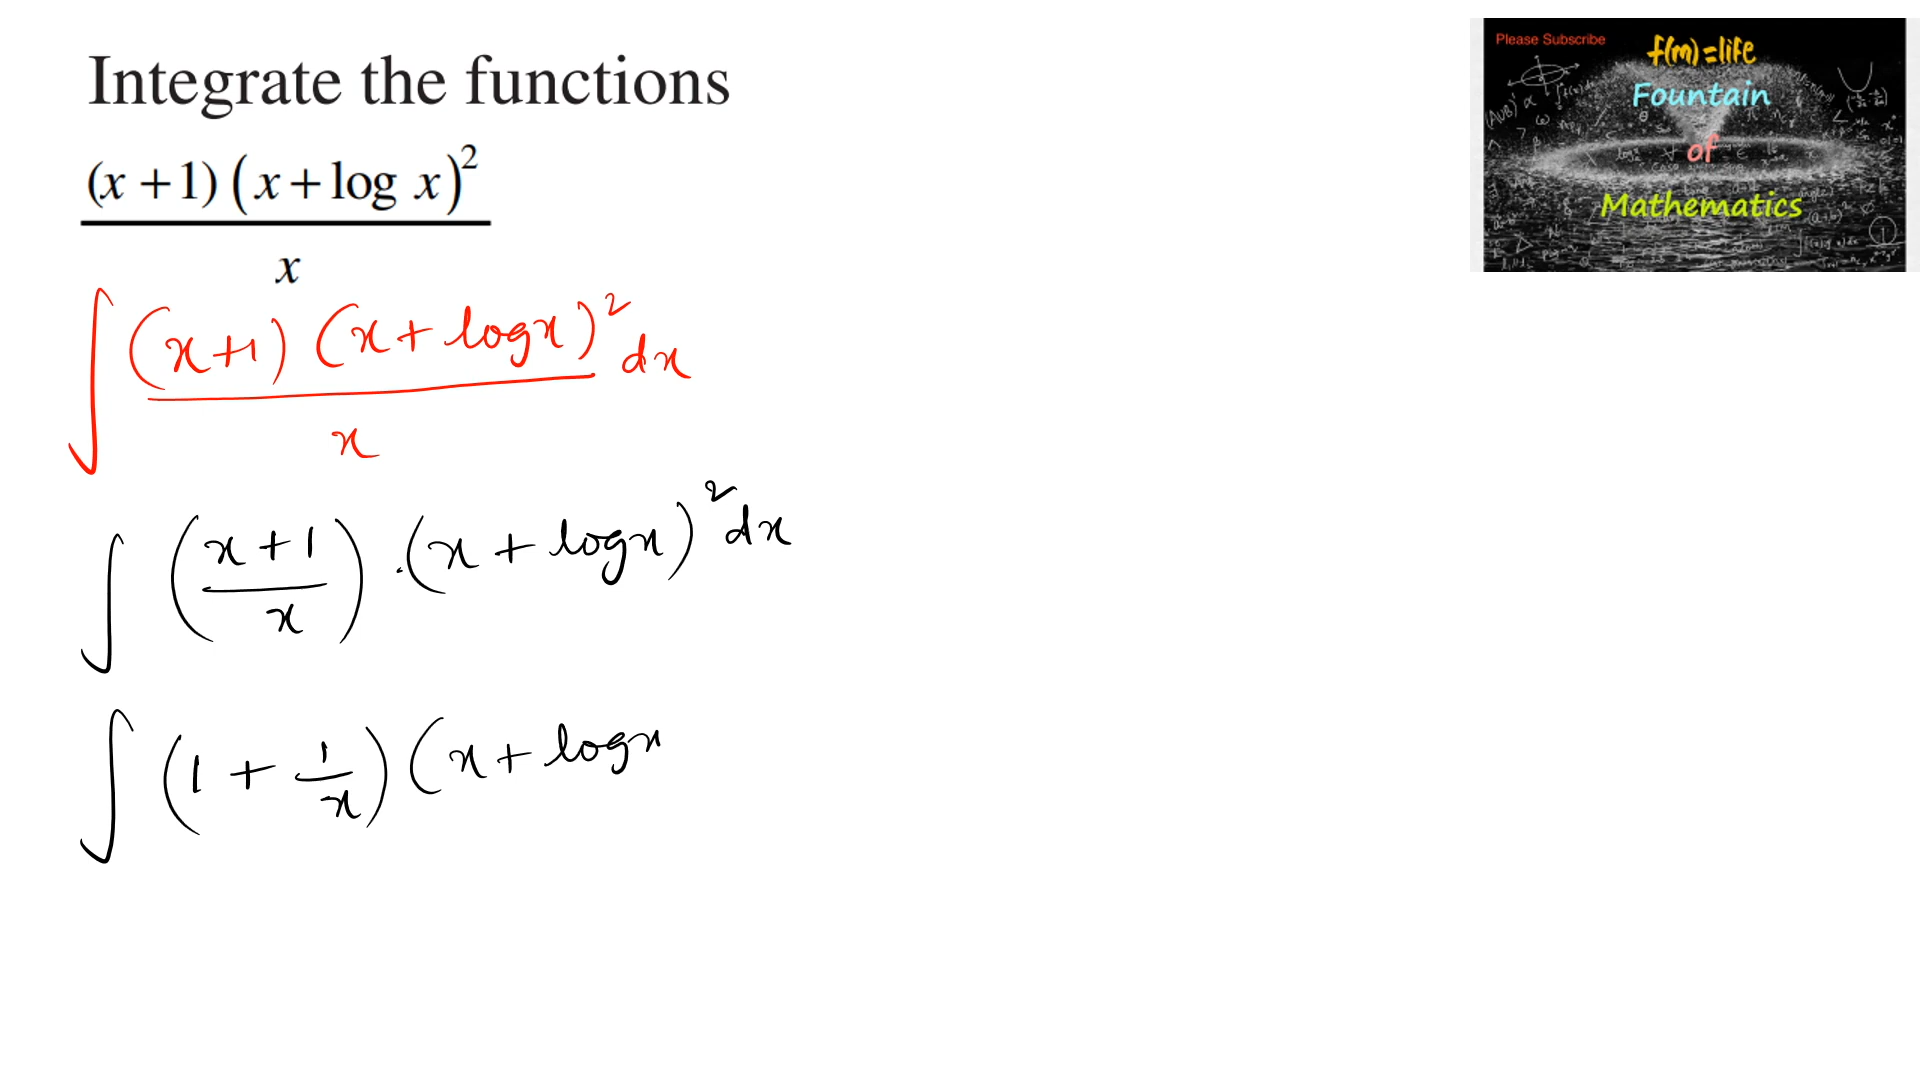 Integrate the functions
(x+1)(x+log x)^2
x
∫ (x+1)(x+logx)^2 dx
x
∫ (x+1 / x) . (x+logx)^2 dx
∫ (1 + 1/x) (x+logx
Please Subscribe
f(m)=life
Fountain
of
Mathematics